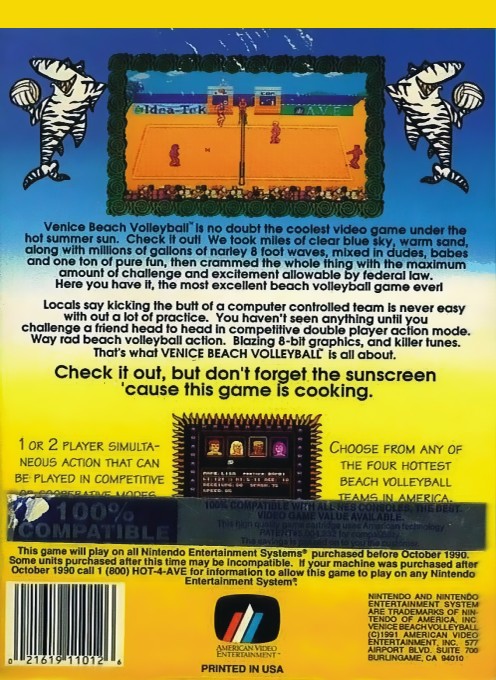 Idea-Tek
AVE
Venice Beach Volleyball™ is no doubt the coolest video game under the
hot summer sun. Check it out! We took miles of clear blue sky, warm sand,
along with millions of gallons of narley 8 foot waves, mixed in dudes, babes
and one ton of pure fun, then crammed the whole thing with the maximum
amount of challenge and excitement allowable by federal law.
Here you have it, the most excellent beach volleyball game ever!
Locals say kicking the butt of a computer controlled team is never easy
with out a lot of practice. You haven't seen anything until you
challenge a friend head to head in competitive double player action mode.
Way rad beach volleyball action. Blazing 8-bit graphics, and killer tunes.
That's what VENICE BEACH VOLLEYBALL™ is all about.
Check it out, but don't forget the sunscreen
'cause this game is cooking.
1 OR 2 PLAYER SIMULTA-
NEOUS ACTION THAT CAN
BE PLAYED IN COMPETITIVE
OR COOPERATIVE MODES.
CHOOSE FROM ANY OF
THE FOUR HOTTEST
BEACH VOLLEYBALL
TEAMS IN AMERICA.
100%
COMPATIBLE
100% COMPATIBLE WITH ALL NES CONSOLES. THE BEST
VIDEO GAME VALUE AVAILABLE.
This game will play on all Nintendo Entertainment Systems® purchased before October 1990.
Some units purchased after this time may be incompatible. If your machine was purchased after
October 1990 call 1 (800) HOT-4-AVE for information to allow this game to play on any Nintendo
Entertainment System®.
0 21619 11012 6
AMERICAN VIDEO
ENTERTAINMENT™
PRINTED IN USA
NINTENDO AND NINTENDO
ENTERTAINMENT SYSTEM
ARE TRADEMARKS OF NIN-
TENDO OF AMERICA, INC.
VENICE BEACH VOLLEYBALL
(C)1991 AMERICAN VIDEO
ENTERTAINMENT, INC. 577
AIRPORT BLVD. SUITE 700
BURLINGAME, CA 94010